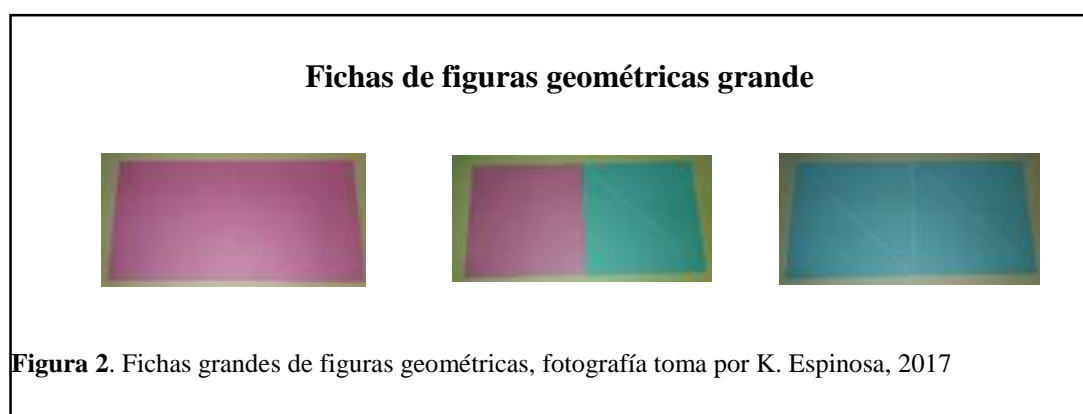 Fichas de figuras geométricas grande
Figura 2. Fichas grandes de figuras geométricas, fotografía toma por K. Espinosa, 2017